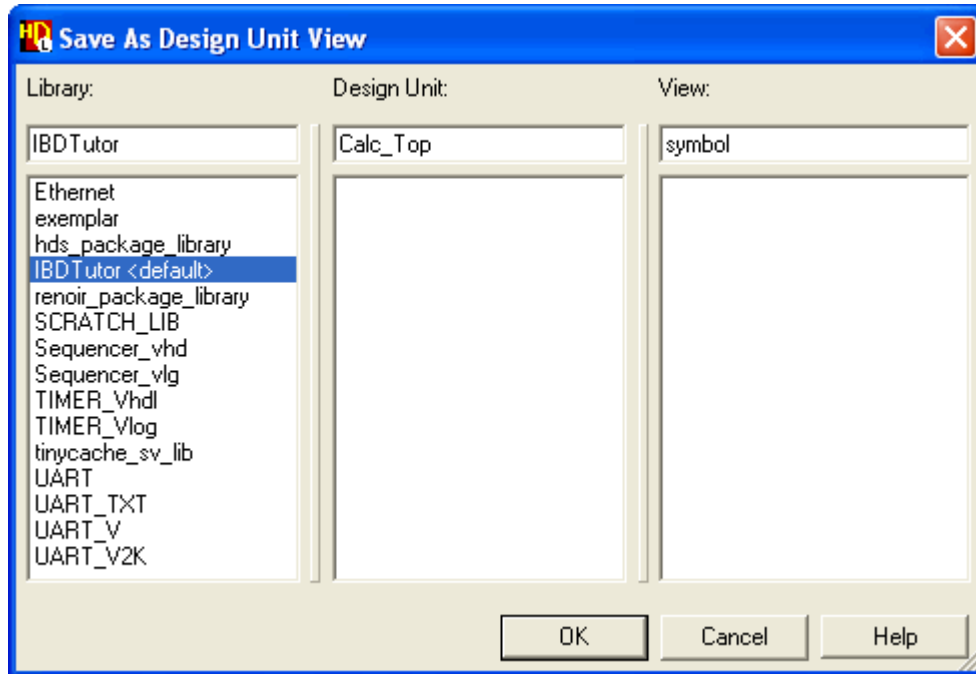 HD Save As Design Unit View
Library: Design Unit: View:
IBDTutor Calc_Top symbol
Ethernet
exemplar
hds_package_library
IBDTutor <default>
renoir_package_library
SCRATCH_LIB
Sequencer_vhd
Sequencer_vlg
TIMER_Vhdl
TIMER_Vlog
tinycache_sv_lib
UART
UART_TXT
UART_V
UART_V2K
OK Cancel Help